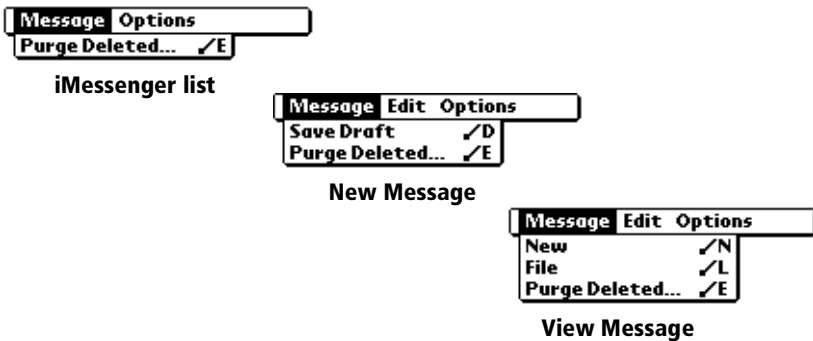 Message Options
Purge Deleted... ✓E
iMessenger list
Message Edit Options
Save Draft ✓D
Purge Deleted... ✓E
New Message
Message Edit Options
New ✓N
File ✓L
Purge Deleted... ✓E
View Message